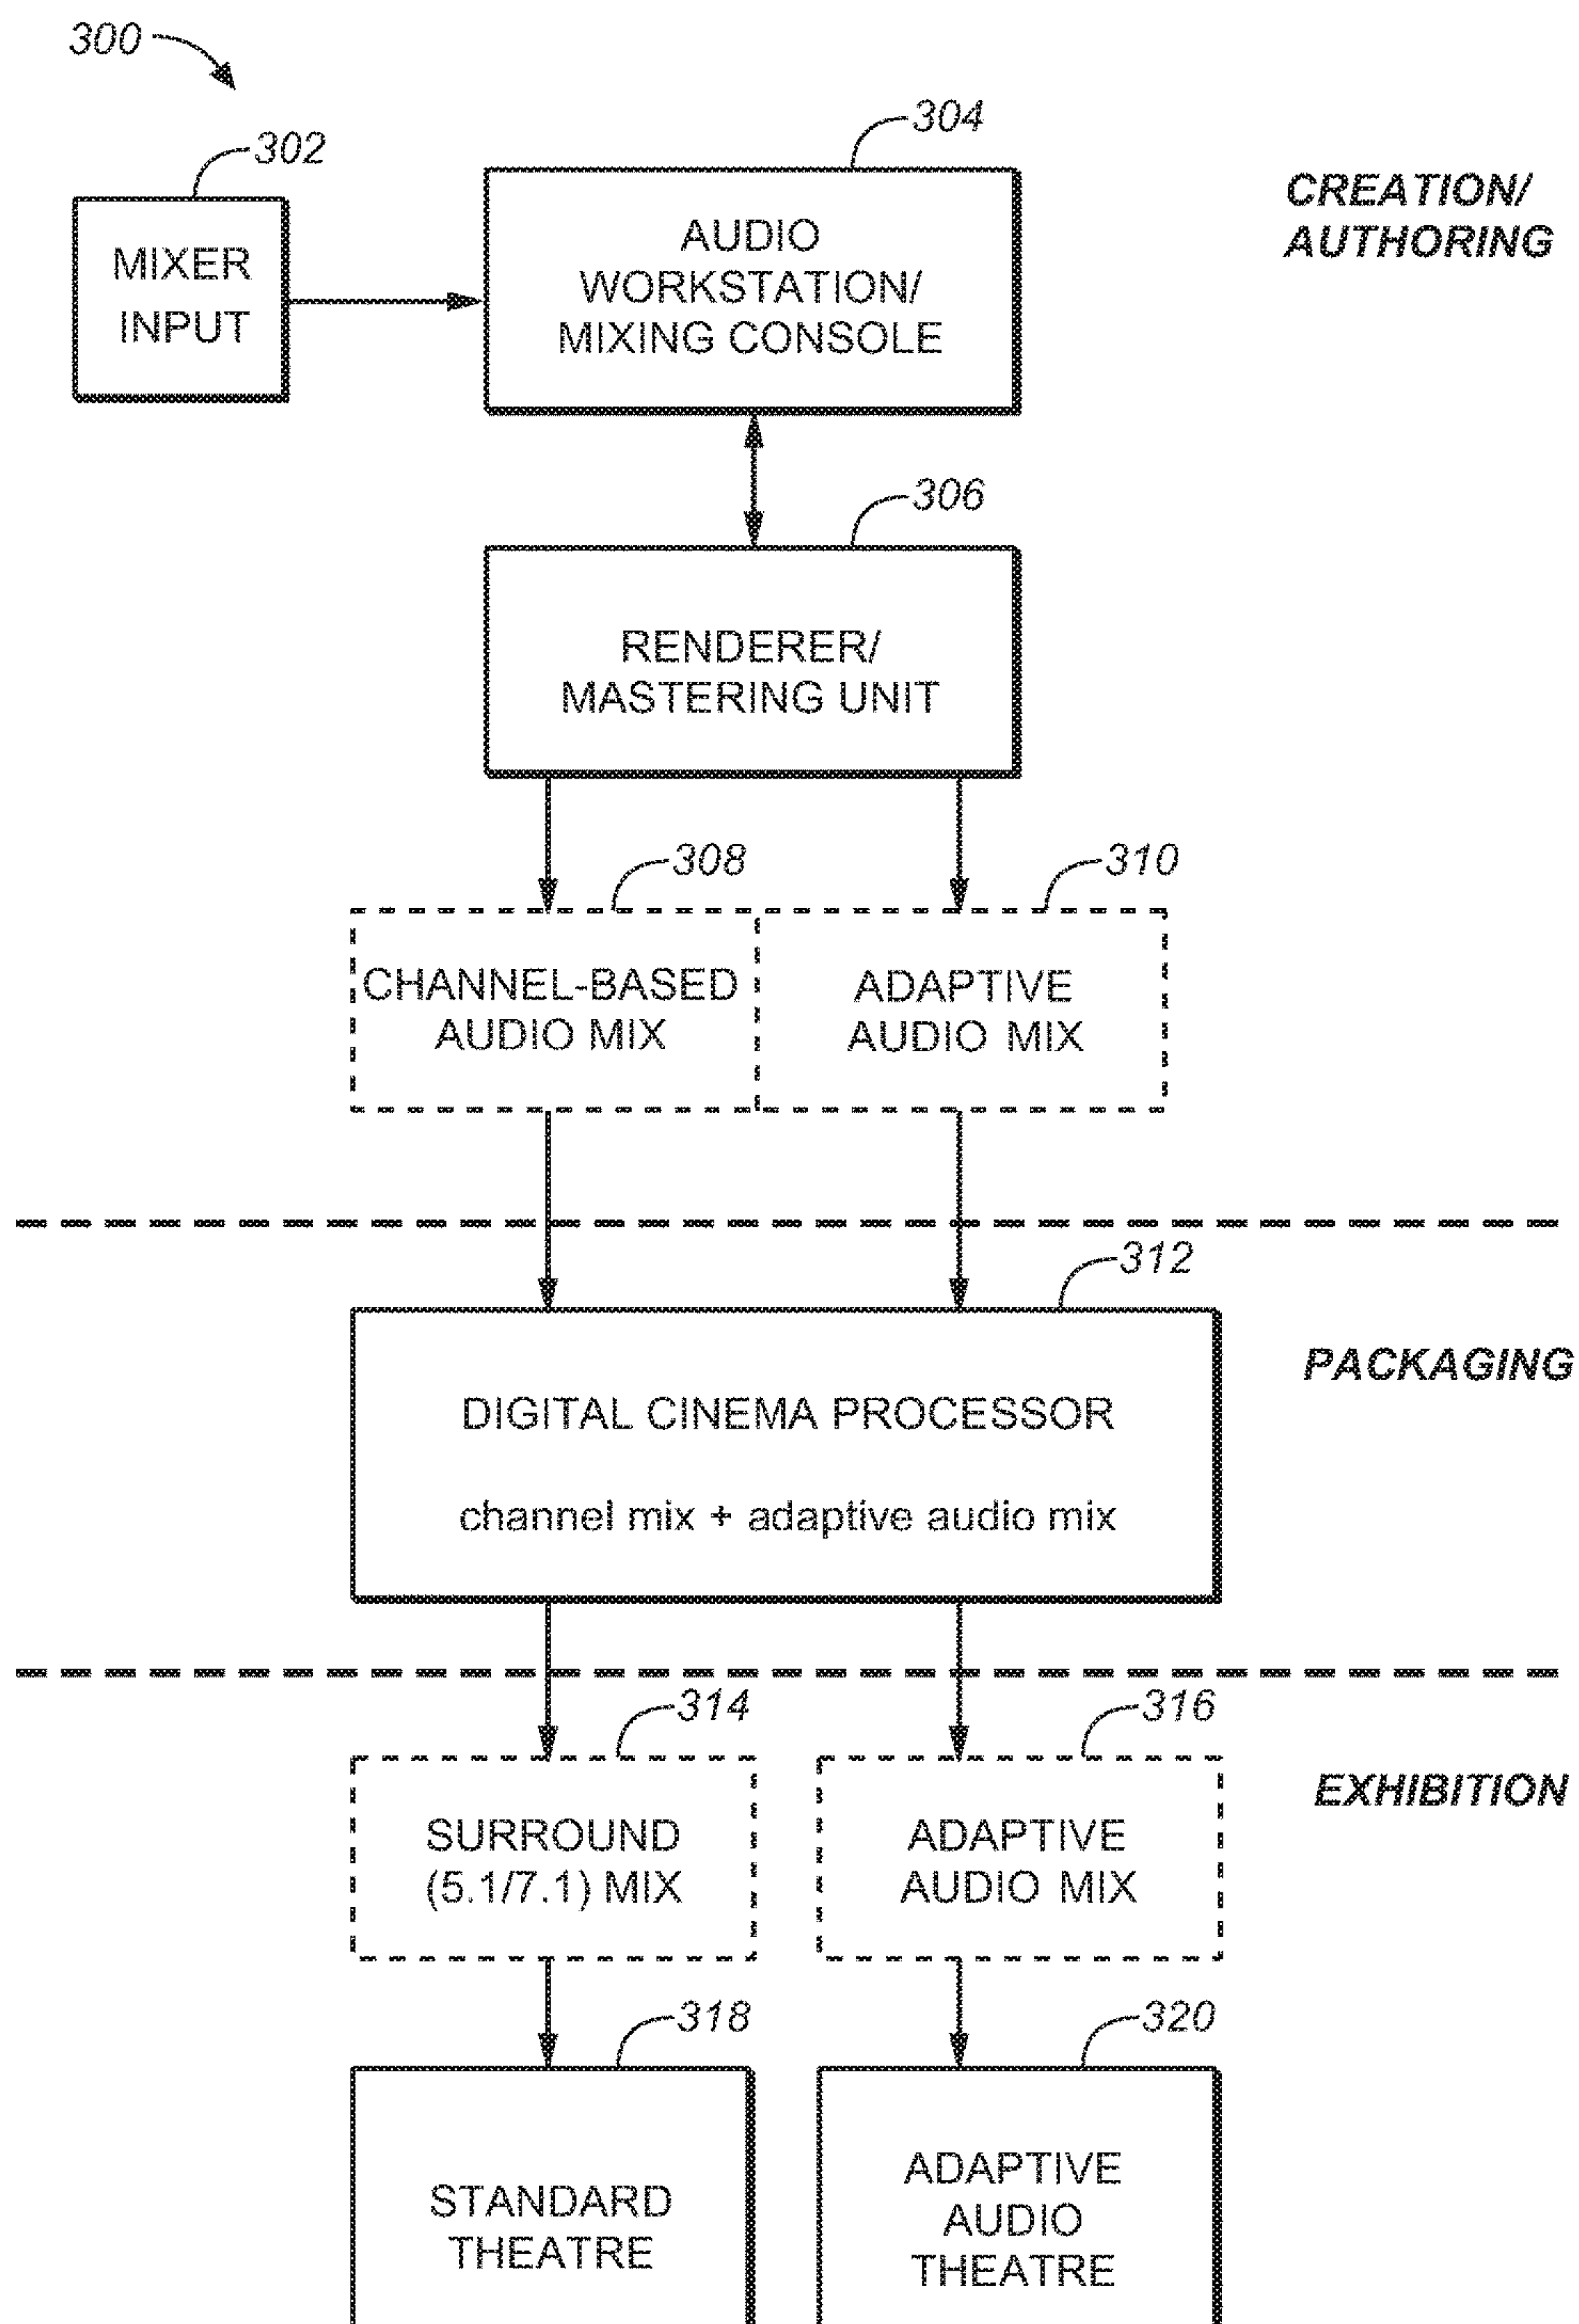 300
302
304
MIXER
INPUT
AUDIO
WORKSTATION/
MIXING CONSOLE
CREATION/
AUTHORING
306
RENDERER/
MASTERING UNIT
308
310
CHANNEL-BASED
AUDIO MIX
ADAPTIVE
AUDIO MIX
312
DIGITAL CINEMA PROCESSOR
channel mix + adaptive audio mix
PACKAGING
314
316
SURROUND
(5.1/7.1) MIX
ADAPTIVE
AUDIO MIX
EXHIBITION
318
320
STANDARD
THEATRE
ADAPTIVE
AUDIO
THEATRE